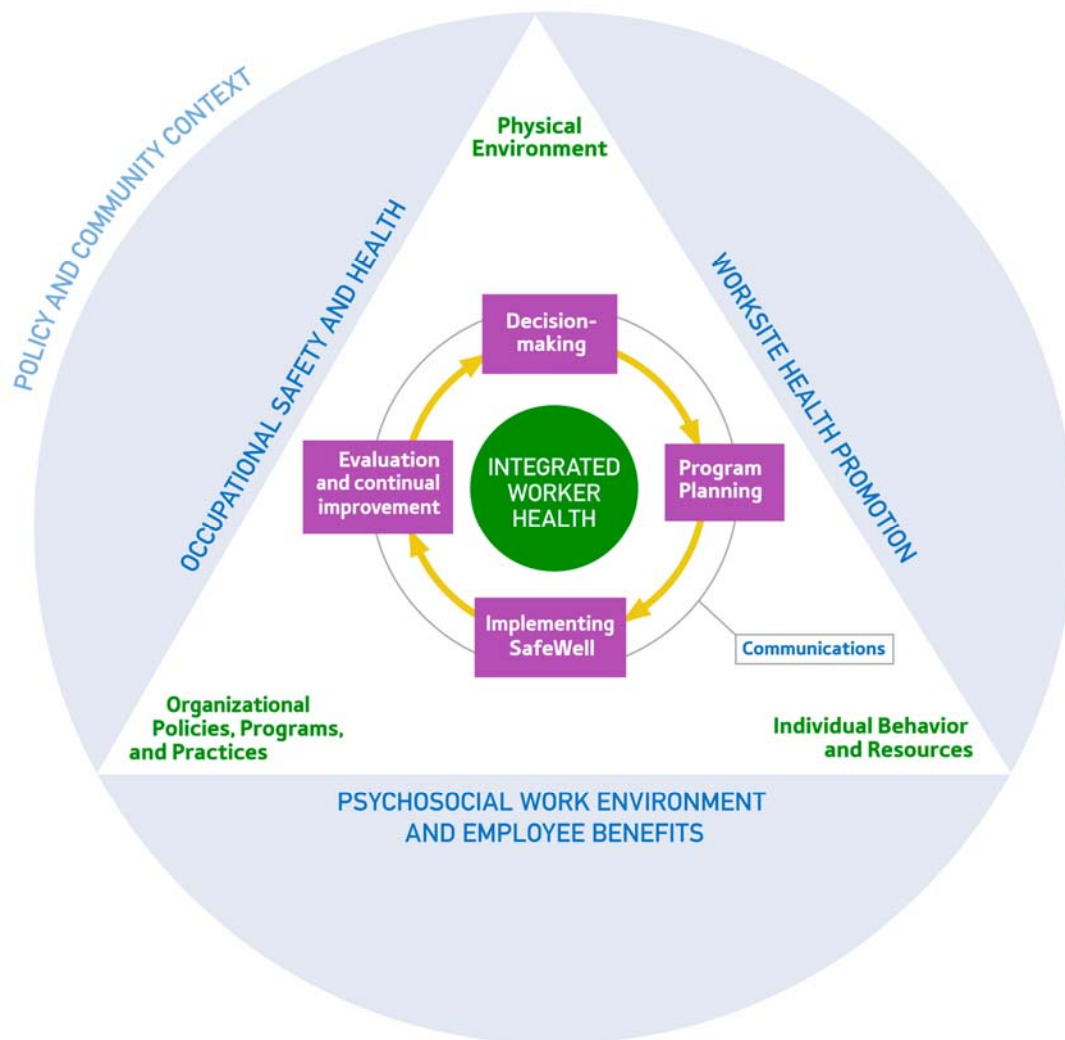 POLICY AND COMMUNITY CONTEXT
Physical
Environment
OCCUPATIONAL SAFETY AND HEALTH
WORKSITE HEALTH PROMOTION
Decision-
making
Evaluation
and continual
improvement
INTEGRATED
WORKER
HEALTH
Program
Planning
Implementing
SafeWell
Communications
Organizational
Policies, Programs,
and Practices
Individual Behavior
and Resources
PSYCHOSOCIAL WORK ENVIRONMENT
AND EMPLOYEE BENEFITS